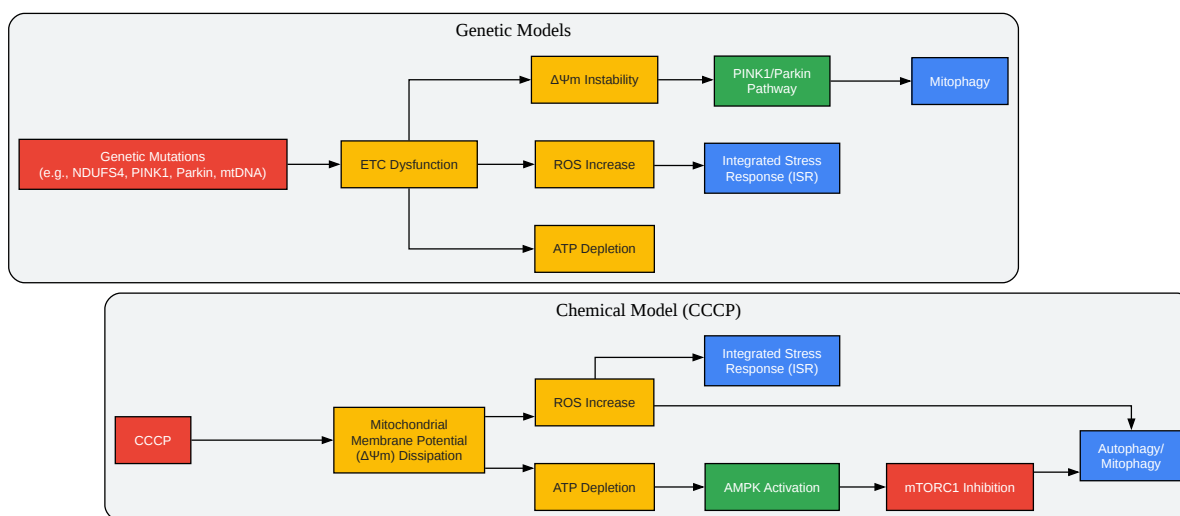 Genetic Models
ΔΨm Instability
PINK1/Parkin
Pathway
Mitophagy
Genetic Mutations
(e.g., NDUFS4, PINK1, Parkin, mtDNA)
ETC Dysfunction
ROS Increase
Integrated Stress
Response (ISR)
ATP Depletion
Chemical Model (CCCP)
Integrated Stress
Response (ISR)
ROS Increase
CCCP
Mitochondrial
Membrane Potential
(ΔΨm) Dissipation
Autophagy/
Mitophagy
ATP Depletion
AMPK Activation
mTORC1 Inhibition